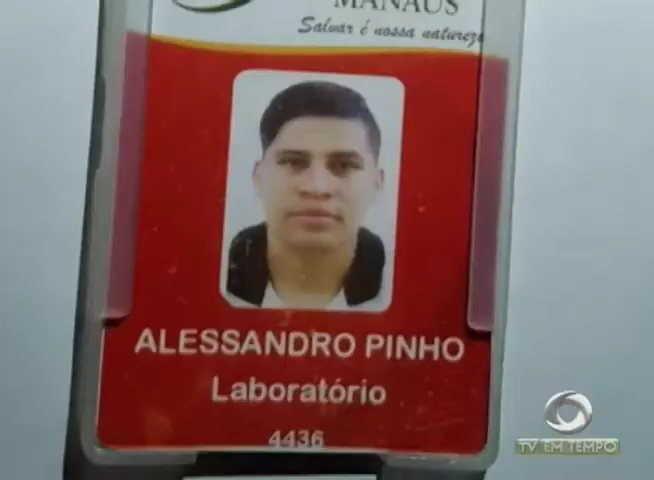 MANAUS
Salvar é nossa natureza
ALESSANDRO PINHO
Laboratório
4436
TV EM TEMPO